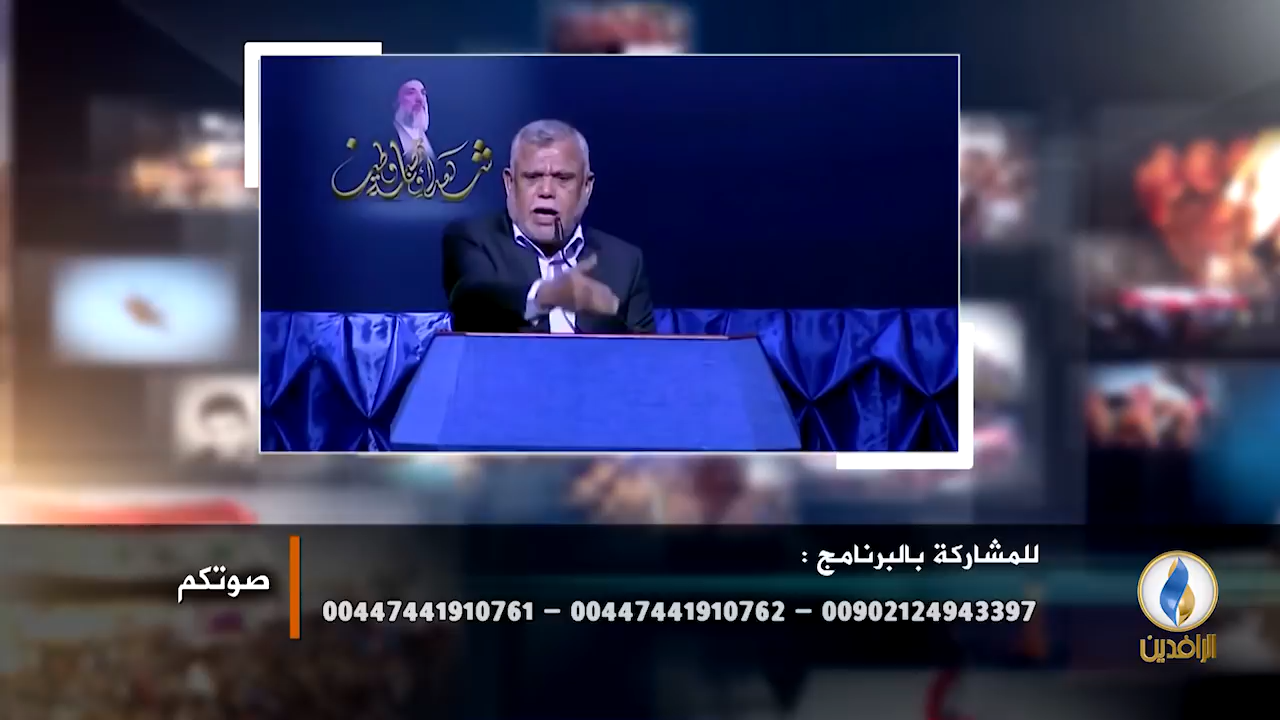 للمشاركة بالبرنامج :
00447441910761 – 00447441910762 – 00902124943397
صوتكم
الرافدين